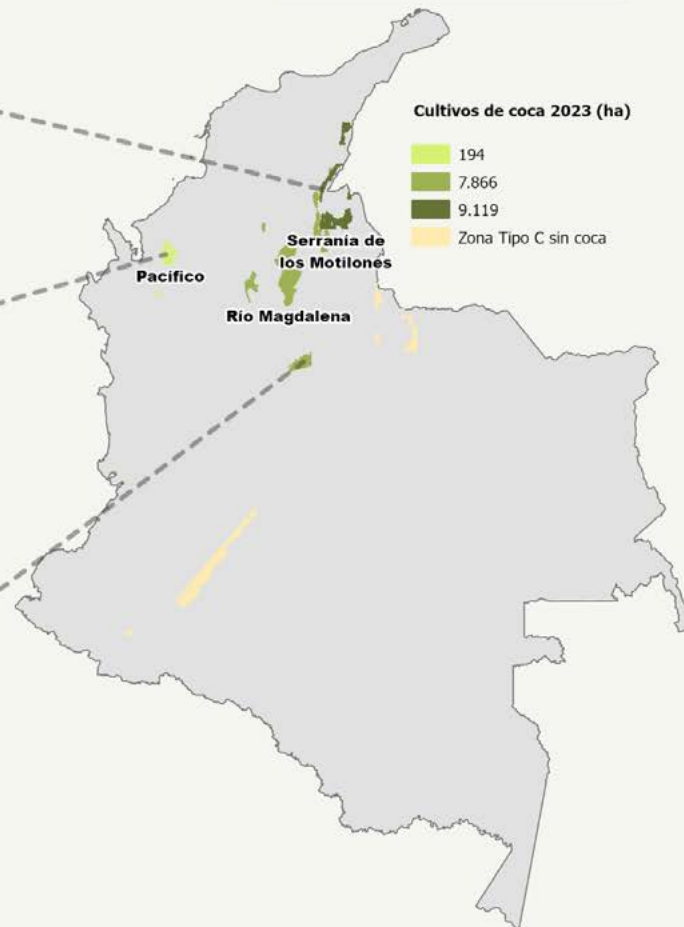 Cultivos de coca 2023 (ha)
194
7.866
9.119
Zona Tipo C sin coca
Serranía de
los Motilones
Pacífico
Río Magdalena